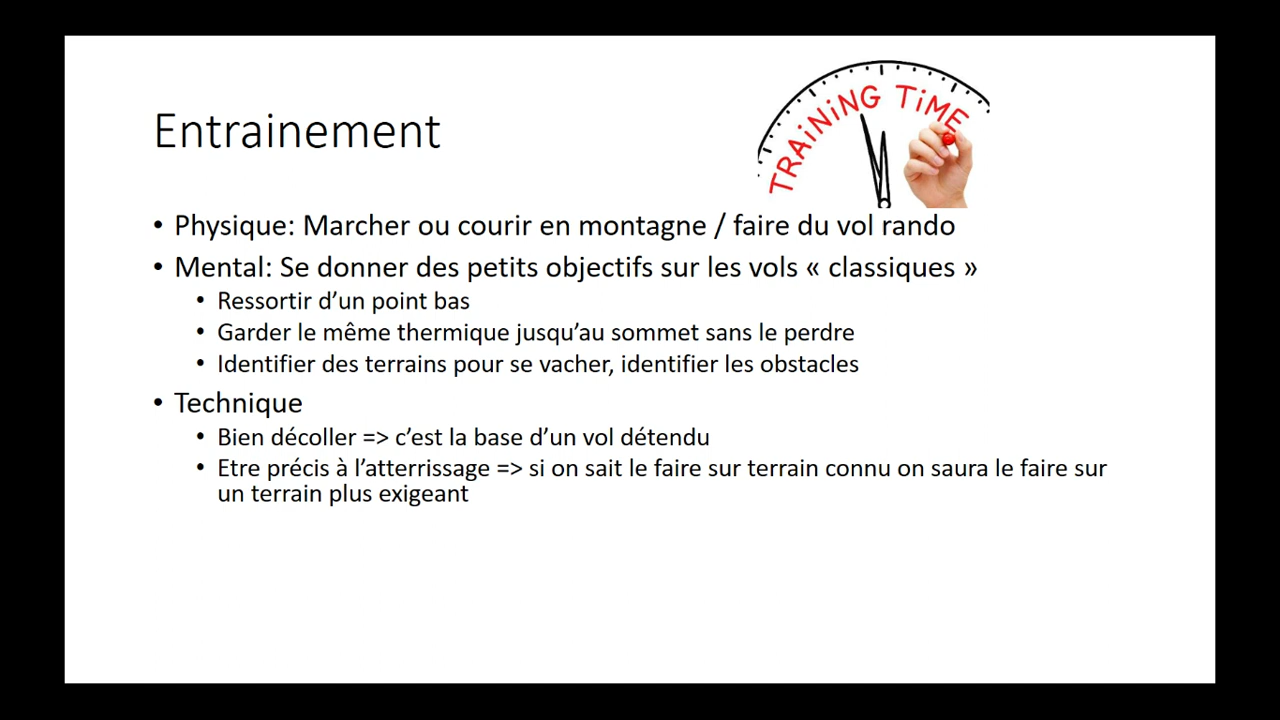 Entrainement
TRAiNiNG TiME
• Physique: Marcher ou courir en montagne / faire du vol rando
• Mental: Se donner des petits objectifs sur les vols « classiques »
• Ressortir d’un point bas
• Garder le même thermique jusqu’au sommet sans le perdre
• Identifier des terrains pour se vacher, identifier les obstacles
• Technique
• Bien décoller => c’est la base d’un vol détendu
• Etre précis à l’atterrissage => si on sait le faire sur terrain connu on saura le faire sur
un terrain plus exigeant